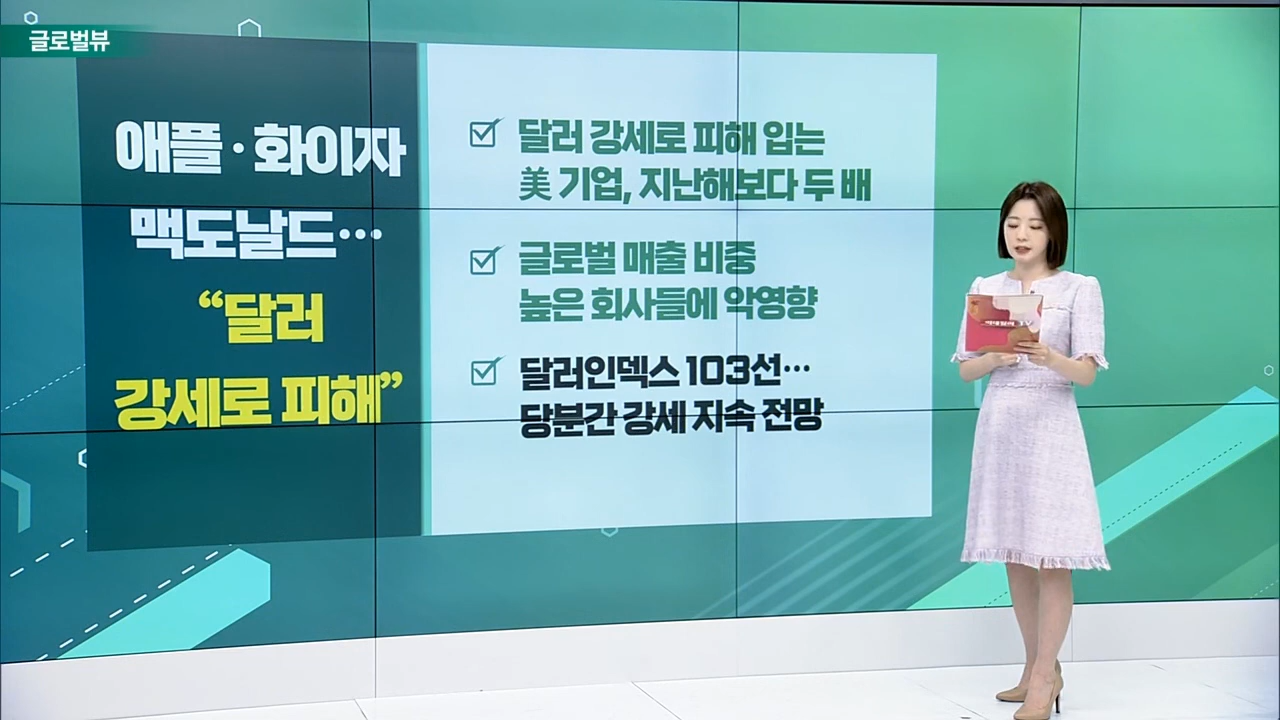 글로벌뷰
애플·화이자
맥도날드…
“달러
강세로 피해”
달러 강세로 피해 입는
美 기업, 지난해보다 두 배
글로벌 매출 비중
높은 회사들에 악영향
달러인덱스 103선…
당분간 강세 지속 전망